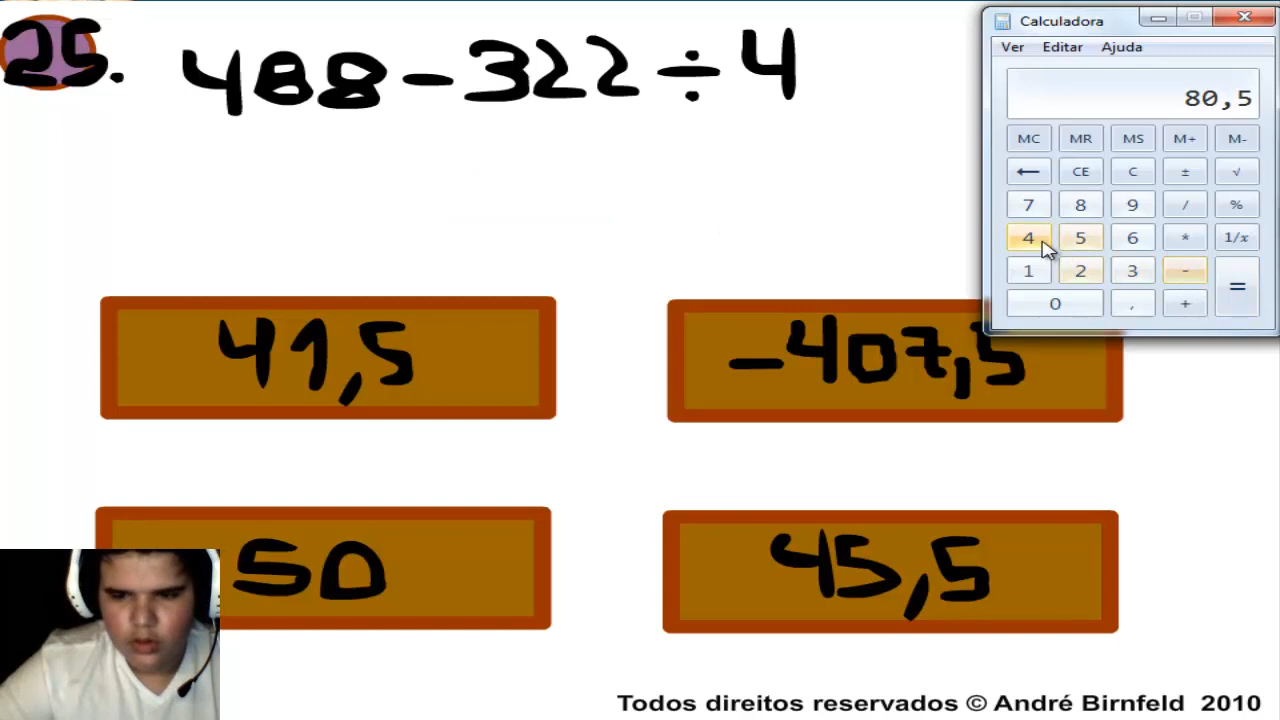 25. 488-322÷4
Calculadora
Ver Editar Ajuda
80,5
MC MR MS M+ M-
← CE C ± √
7 8 9 / %
4 5 6 * 1/x
1 2 3 - =
0 , +
41,5
-407,5
50
45,5
Todos direitos reservados © André Birnfeld 2010